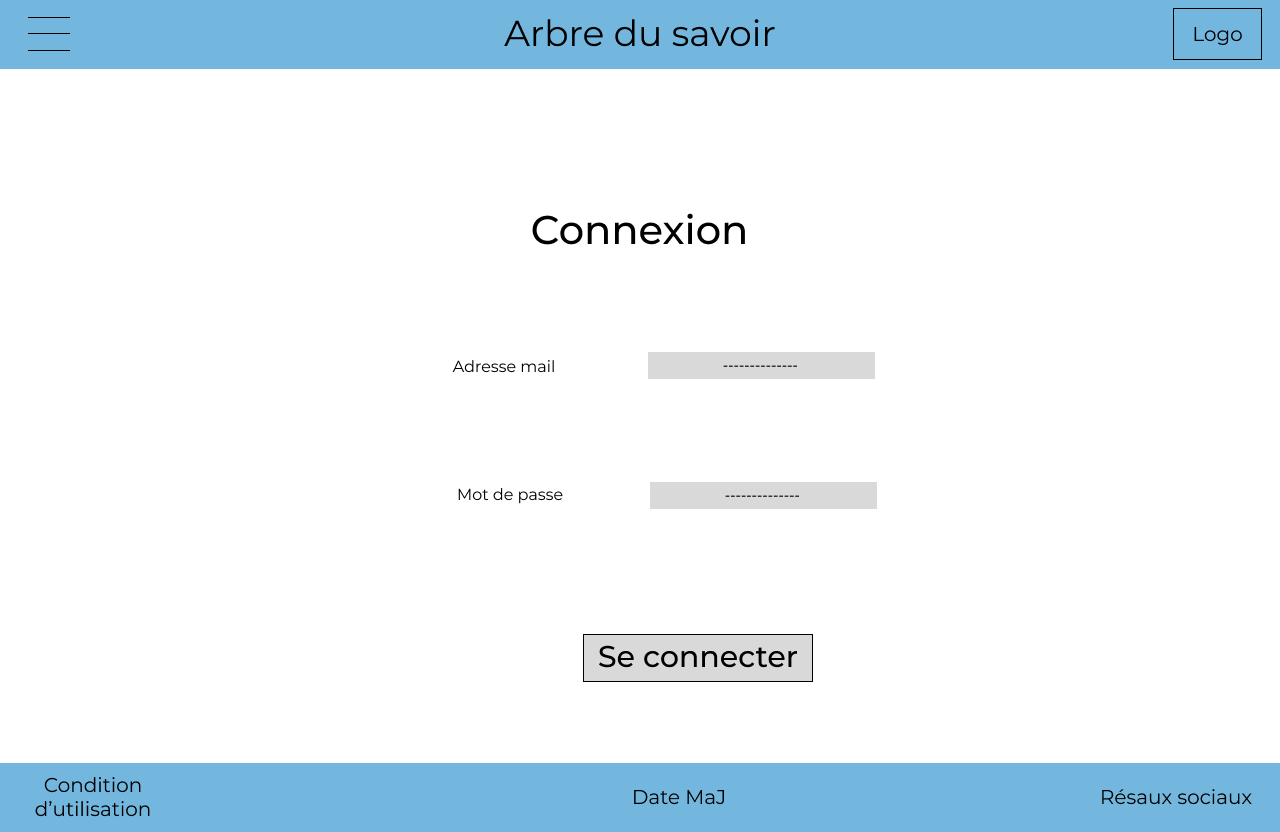 Arbre du savoir
Logo
Connexion
Adresse mail
--------------
Mot de passe
--------------
Se connecter
Condition
d’utilisation
Date MaJ
Résaux sociaux